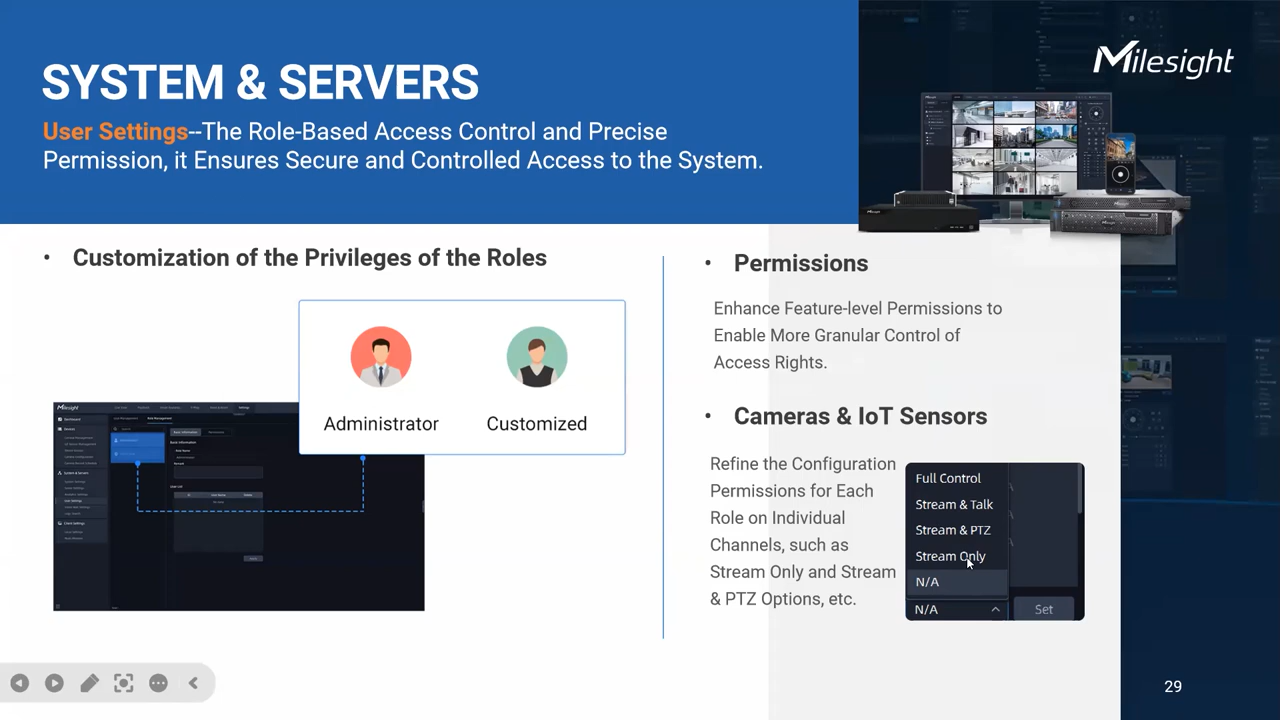 SYSTEM & SERVERS
Milesight
User Settings--The Role-Based Access Control and Precise
Permission, it Ensures Secure and Controlled Access to the System.
• Customization of the Privileges of the Roles
Administrator
Customized
Milesight
Settings
• Permissions
Enhance Feature-level Permissions to
Enable More Granular Control of
Access Rights.
• Cameras & IoT Sensors
Refine the Configuration
Permissions for Each
Role on Individual
Channels, such as
Stream Only and Stream
& PTZ Options, etc.
Full Control
Stream & Talk
Stream & PTZ
Stream Only
N/A
N/A
Set
29